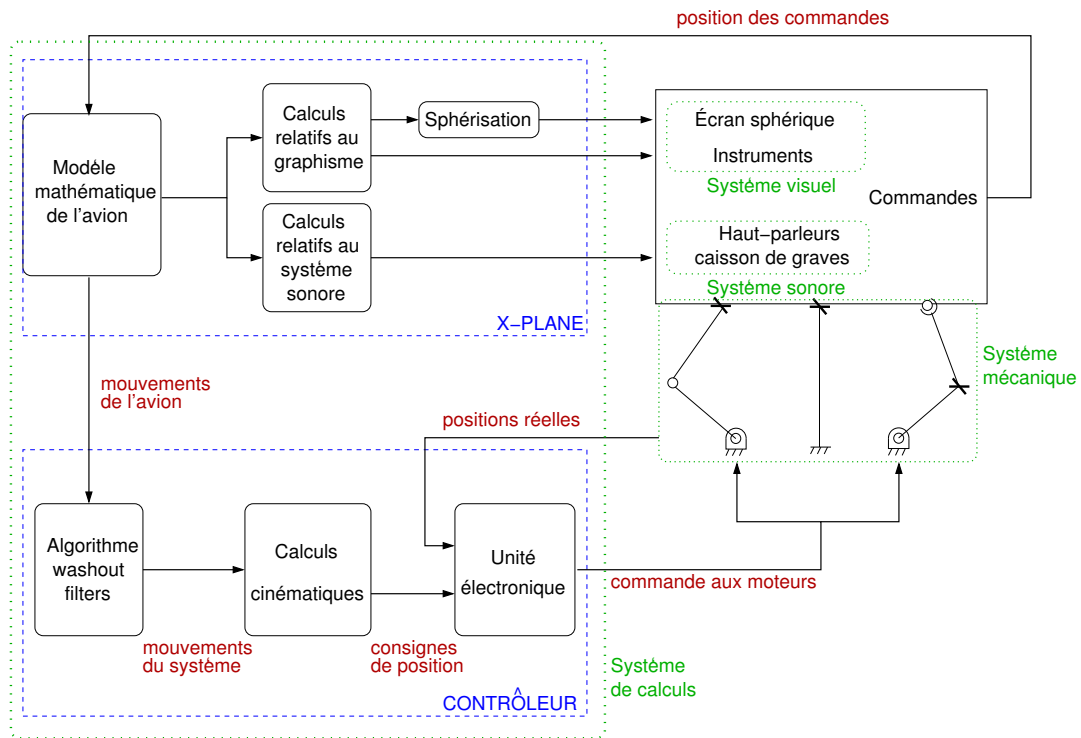 position des commandes
Modèle
mathématique
de l'avion
Calculs
relatifs au
graphisme
Sphérisation
Calculs
relatifs au
système
sonore
X−PLANE
Écran sphérique
Instruments
Système visuel
Commandes
Haut−parleurs
caisson de graves
Système sonore
Système
mécanique
mouvements
de l'avion
positions réelles
Algorithme
washout
filters
mouvements
du système
Calculs
cinématiques
consignes
de position
Unité
électronique
commande aux moteurs
CONTRÔLEUR
Système
de calculs